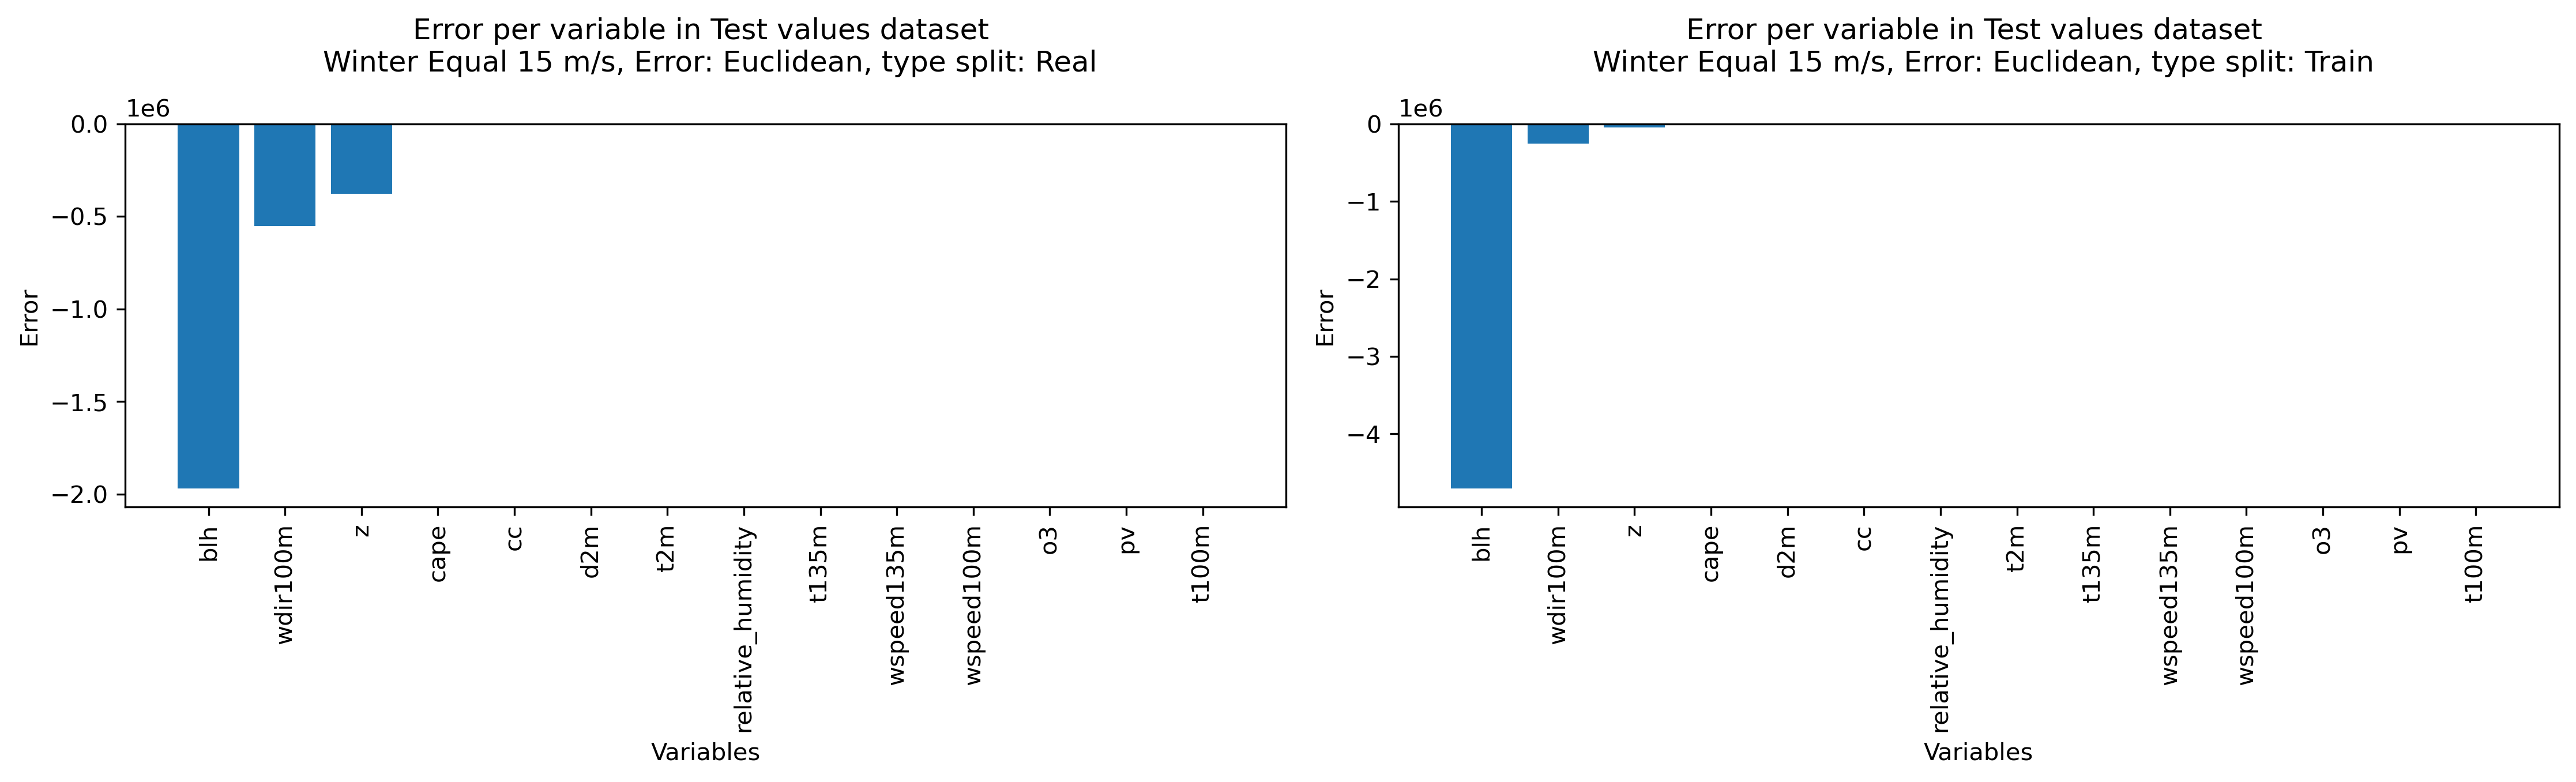 Error per variable in Test values dataset
Winter Equal 15 m/s, Error: Euclidean, type split: Real
1e6
0.0
−0.5
−1.0
−1.5
−2.0
Error
blh
wdir100m
z
cape
cc
d2m
t2m
relative_humidity
t135m
wspeed135m
wspeed100m
o3
pv
t100m
Variables
Error per variable in Test values dataset
Winter Equal 15 m/s, Error: Euclidean, type split: Train
1e6
0
−1
−2
−3
−4
Error
blh
wdir100m
z
cape
d2m
cc
relative_humidity
t2m
t135m
wspeed135m
wspeed100m
o3
pv
t100m
Variables